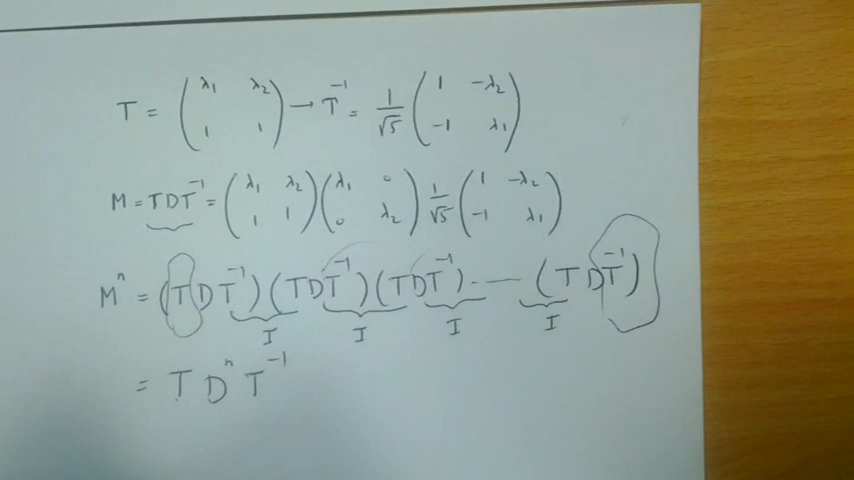 T = ( λ₁ λ₂ ; 1 1 ) → T⁻¹ = 1/√5 ( 1 -λ₂ ; -1 λ₁ )
M = TDT⁻¹ = ( λ₁ λ₂ ; 1 1 ) ( λ₁ 0 ; 0 λ₂ ) 1/√5 ( 1 -λ₂ ; -1 λ₁ )
Mⁿ = (TDT⁻¹)(TDT⁻¹)(TDT⁻¹)----(TDT⁻¹)
I I I I
= TDⁿT⁻¹